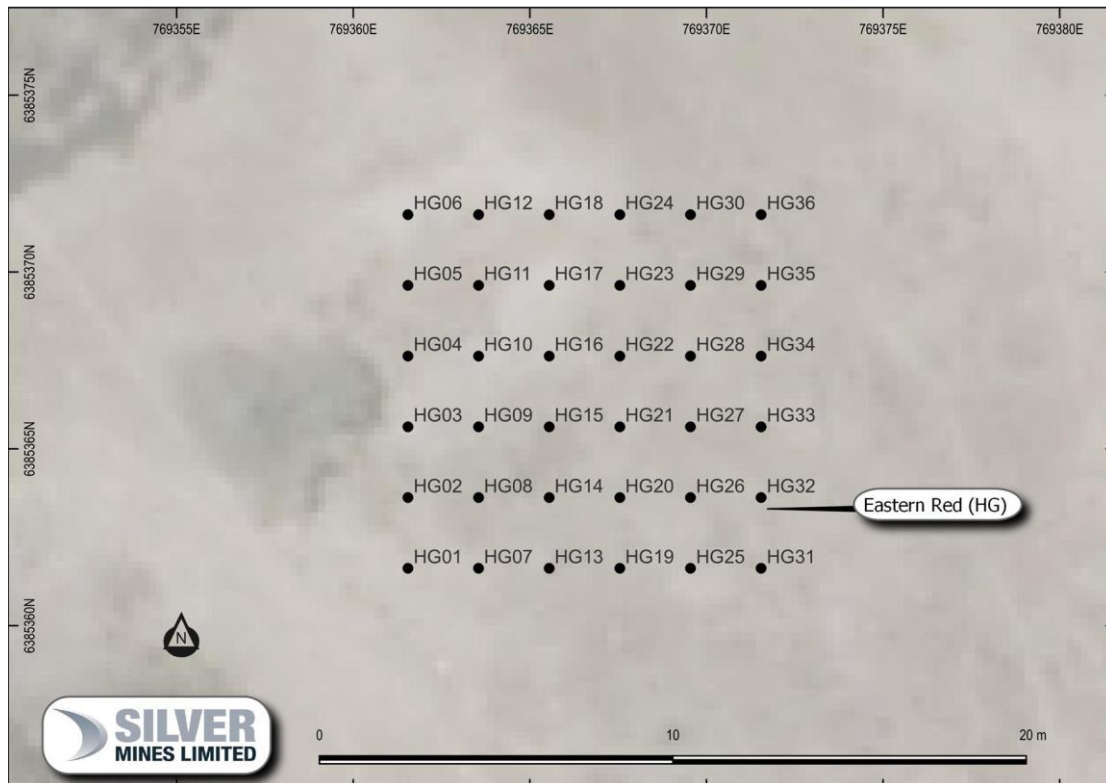 769355E 769360E 769365E 769370E 769375E 769380E
6385375N
HG06 HG12 HG18 HG24 HG30 HG36
6385370N
HG05 HG11 HG17 HG23 HG29 HG35
HG04 HG10 HG16 HG22 HG28 HG34
HG03 HG09 HG15 HG21 HG27 HG33
6385365N
HG02 HG08 HG14 HG20 HG26 HG32
Eastern Red (HG)
HG01 HG07 HG13 HG19 HG25 HG31
6385360N
N
SILVER
MINES LIMITED
0 10 20 m